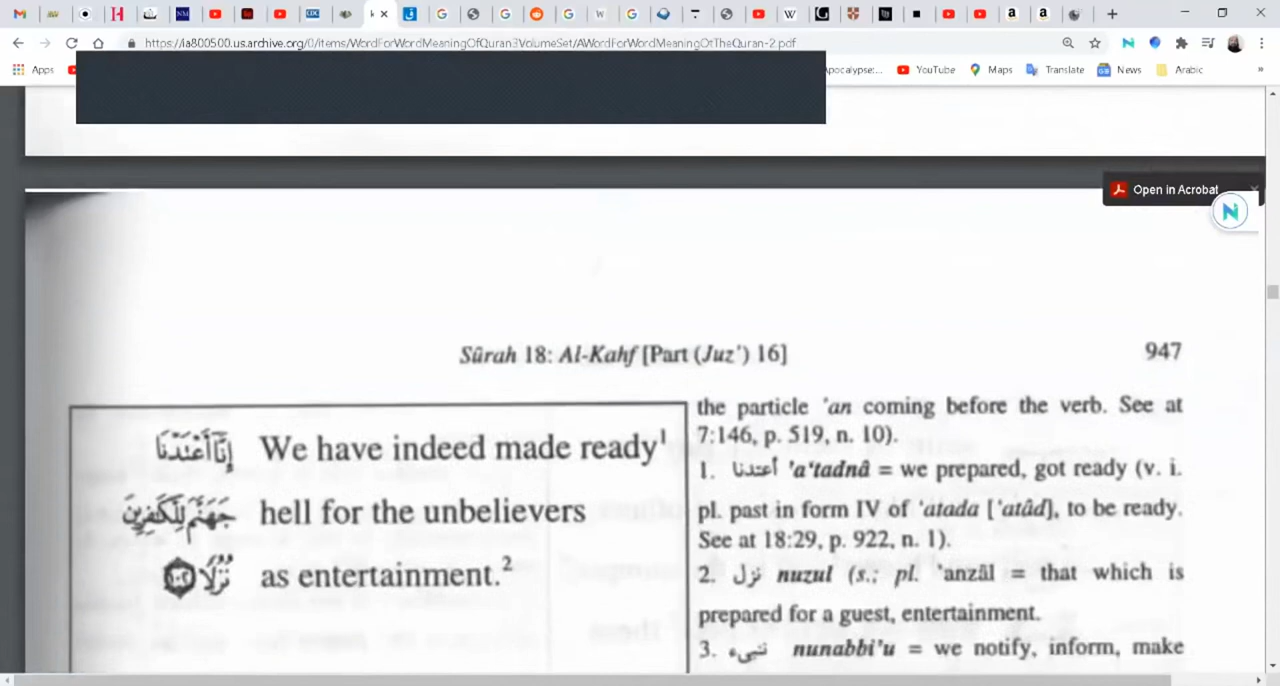 https://ia800500.us.archive.org/0/items/WordForWordMeaningOfQuran3VolumeSet/AWordForWordMeaningOfTheQuran-2.pdf
Apps
pocalypse:...
YouTube
Maps
Translate
News
Arabic
»
Open in Acrobat
Sûrah 18: Al-Kahf [Part (Juz') 16]
947
إِنَّا أَعْتَدْنَا We have indeed made ready¹
جَهَنَّمَ لِلْكَٰفِرِينَ hell for the unbelievers
نُزُلًا ١٠٢ as entertainment.²
the particle 'an coming before the verb. See at
7:146, p. 519, n. 10).
1. أعتدنا 'a'tadnâ = we prepared, got ready (v. i.
pl. past in form IV of 'atada ['atâd], to be ready.
See at 18:29, p. 922, n. 1).
2. نزل nuzul (s.; pl. 'anzâl = that which is
prepared for a guest, entertainment.
3. ننبىء nunabbi'u = we notify, inform, make